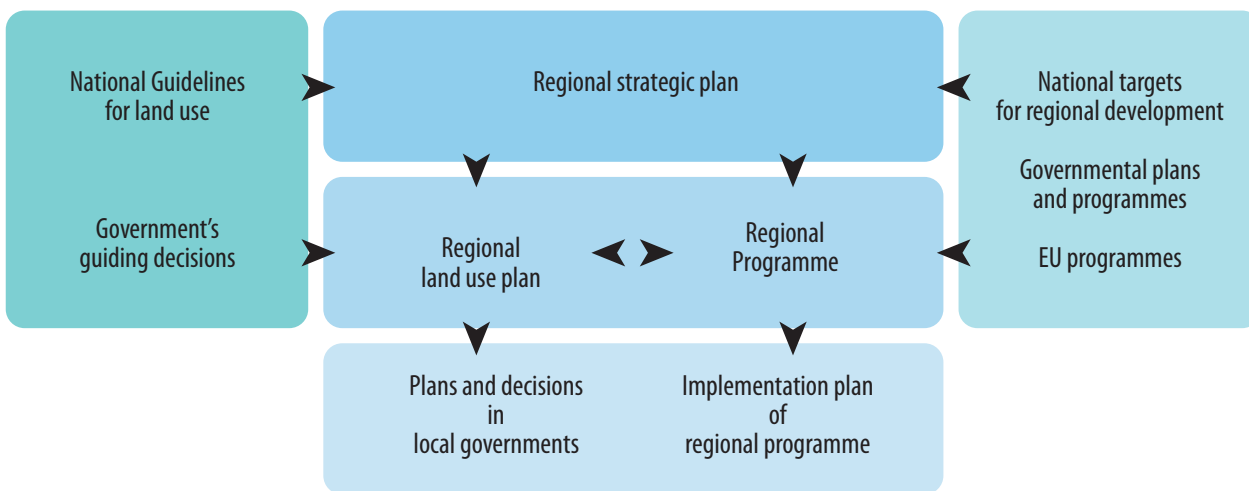 National Guidelines
for land use
Government’s
guiding decisions
Regional strategic plan
Regional
land use plan
Regional
Programme
Plans and decisions
in
local governments
Implementation plan
of
regional programme
National targets
for regional development
Governmental plans
and programmes
EU programmes